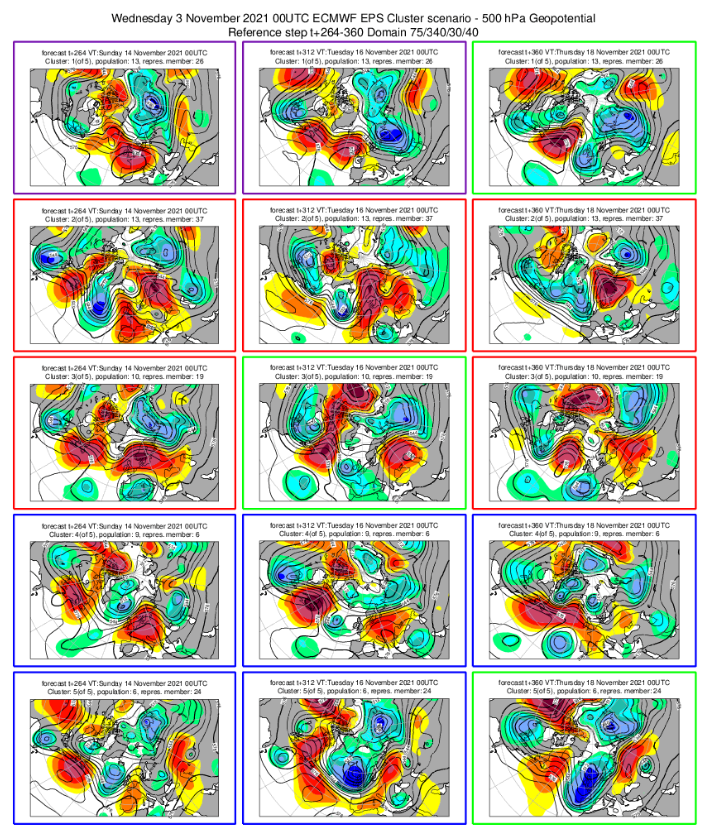 Wednesday 3 November 2021 00UTC ECMWF EPS Cluster scenario - 500 hPa Geopotential
Reference step t+264-360 Domain 75/340/30/40
forecast t+264 VT:Sunday 14 November 2021 00UTC
Cluster: 1(of 5), population: 13, repres. member: 26
forecast t+312 VT:Tuesday 16 November 2021 00UTC
Cluster: 1(of 5), population: 13, repres. member: 26
forecast t+360 VT:Thursday 18 November 2021 00UTC
Cluster: 1(of 5), population: 13, repres. member: 26
forecast t+264 VT:Sunday 14 November 2021 00UTC
Cluster: 2(of 5), population: 13, repres. member: 37
forecast t+312 VT:Tuesday 16 November 2021 00UTC
Cluster: 2(of 5), population: 13, repres. member: 37
forecast t+360 VT:Thursday 18 November 2021 00UTC
Cluster: 2(of 5), population: 13, repres. member: 37
forecast t+264 VT:Sunday 14 November 2021 00UTC
Cluster: 3(of 5), population: 10, repres. member: 19
forecast t+312 VT:Tuesday 16 November 2021 00UTC
Cluster: 3(of 5), population: 10, repres. member: 19
forecast t+360 VT:Thursday 18 November 2021 00UTC
Cluster: 3(of 5), population: 10, repres. member: 19
forecast t+264 VT:Sunday 14 November 2021 00UTC
Cluster: 4(of 5), population: 9, repres. member: 6
forecast t+312 VT:Tuesday 16 November 2021 00UTC
Cluster: 4(of 5), population: 9, repres. member: 6
forecast t+360 VT:Thursday 18 November 2021 00UTC
Cluster: 4(of 5), population: 9, repres. member: 6
forecast t+264 VT:Sunday 14 November 2021 00UTC
Cluster: 5(of 5), population: 6, repres. member: 24
forecast t+312 VT:Tuesday 16 November 2021 00UTC
Cluster: 5(of 5), population: 6, repres. member: 24
forecast t+360 VT:Thursday 18 November 2021 00UTC
Cluster: 5(of 5), population: 6, repres. member: 24